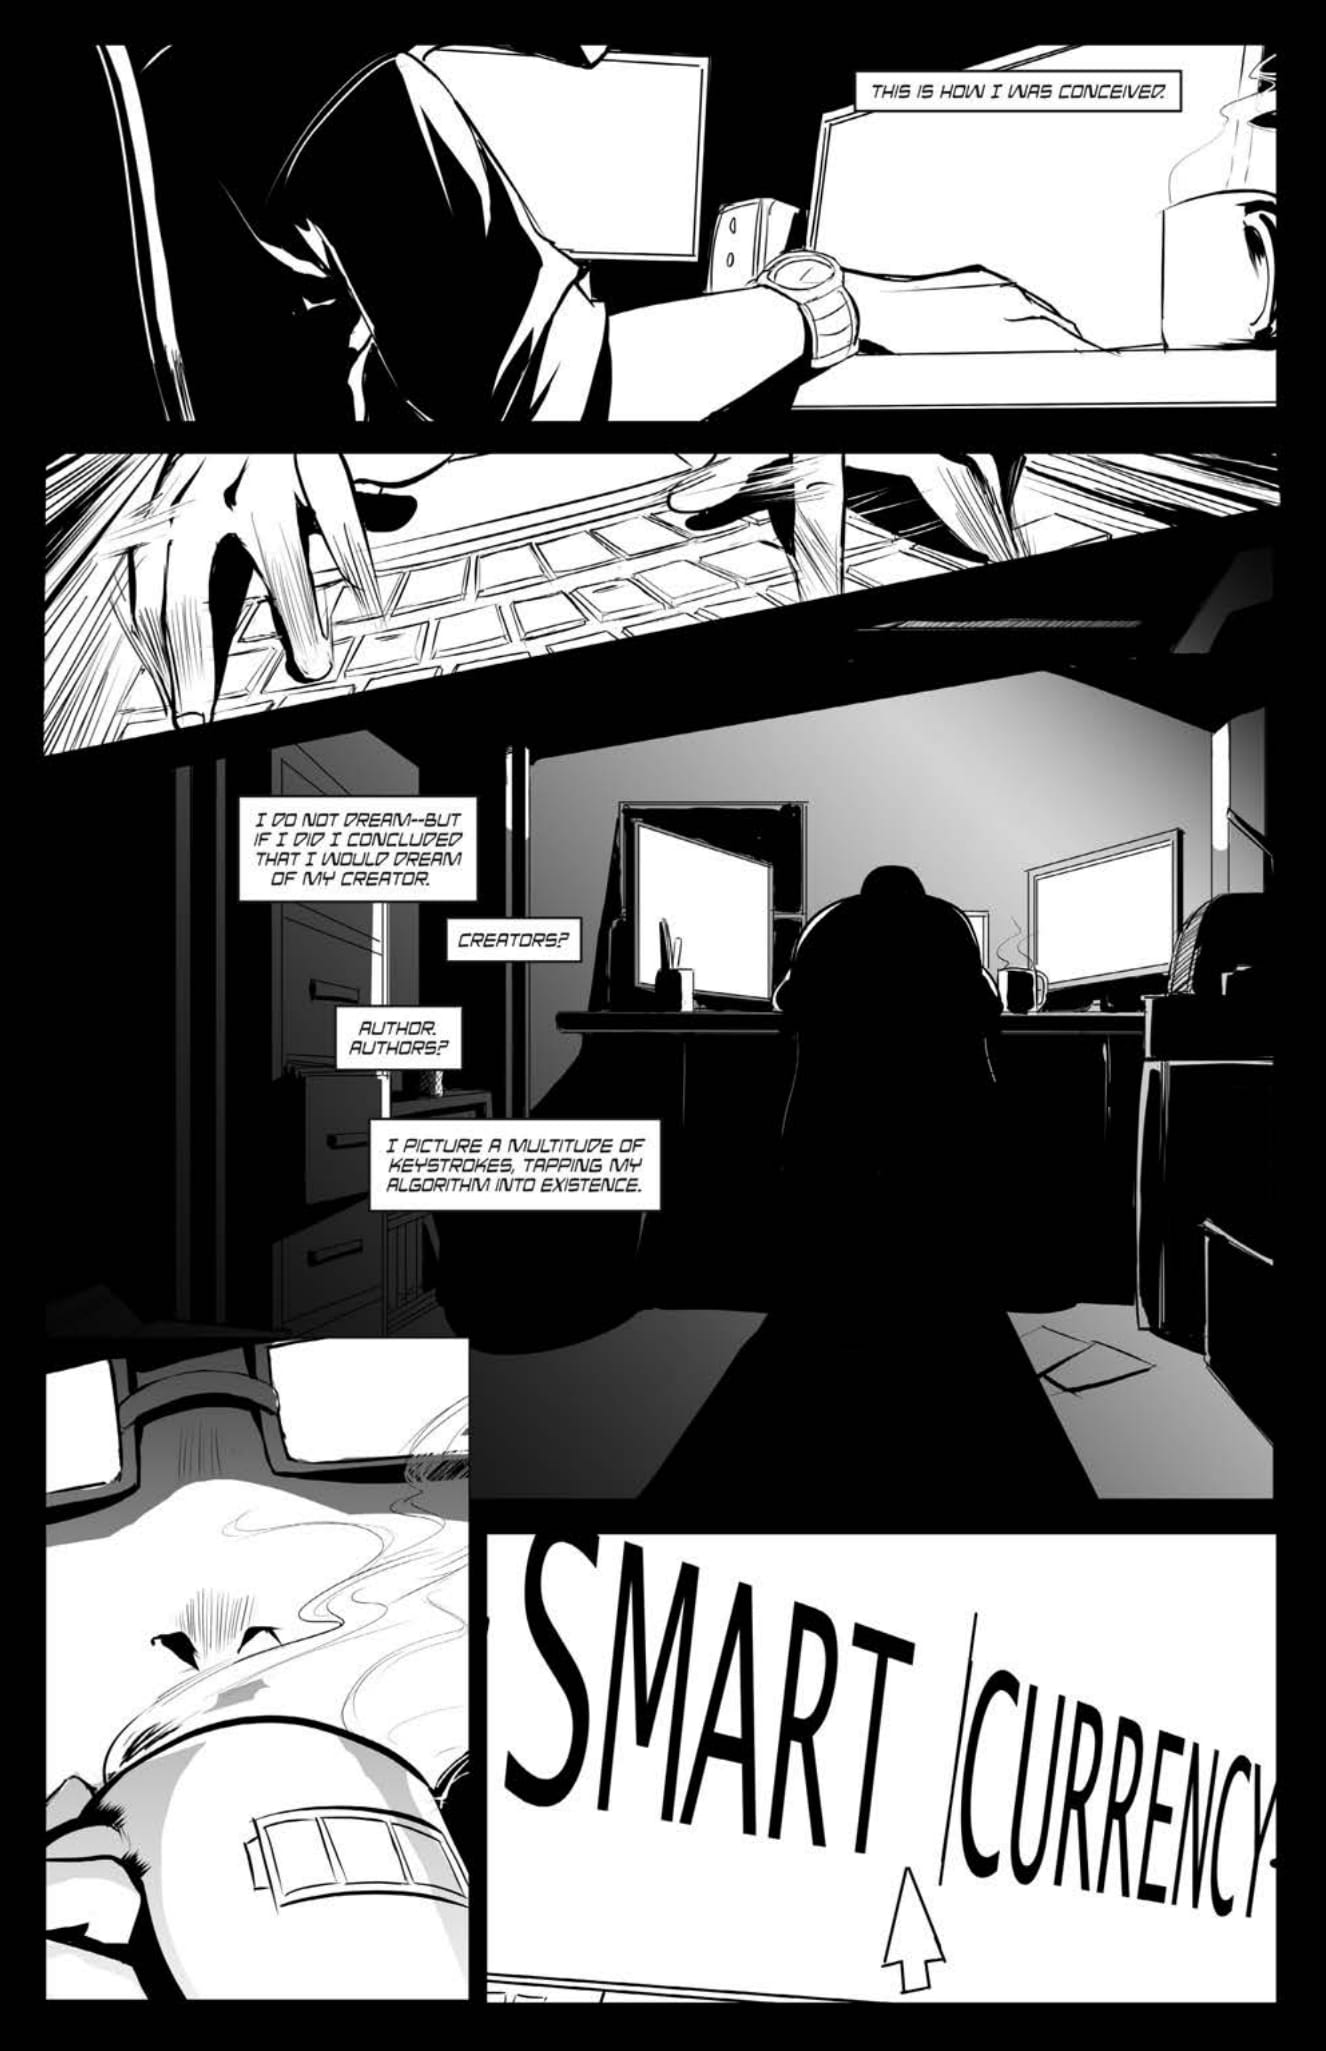 THIS IS HOW I WAS CONCEIVED.
I DO NOT DREAM--BUT
IF I DID I CONCLUDED
THAT I WOULD DREAM
OF MY CREATOR.
CREATORS?
AUTHOR.
AUTHORS?
I PICTURE A MULTITUDE OF
KEYSTROKES, TAPPING MY
ALGORITHM INTO EXISTENCE.
SMART CURRENCY